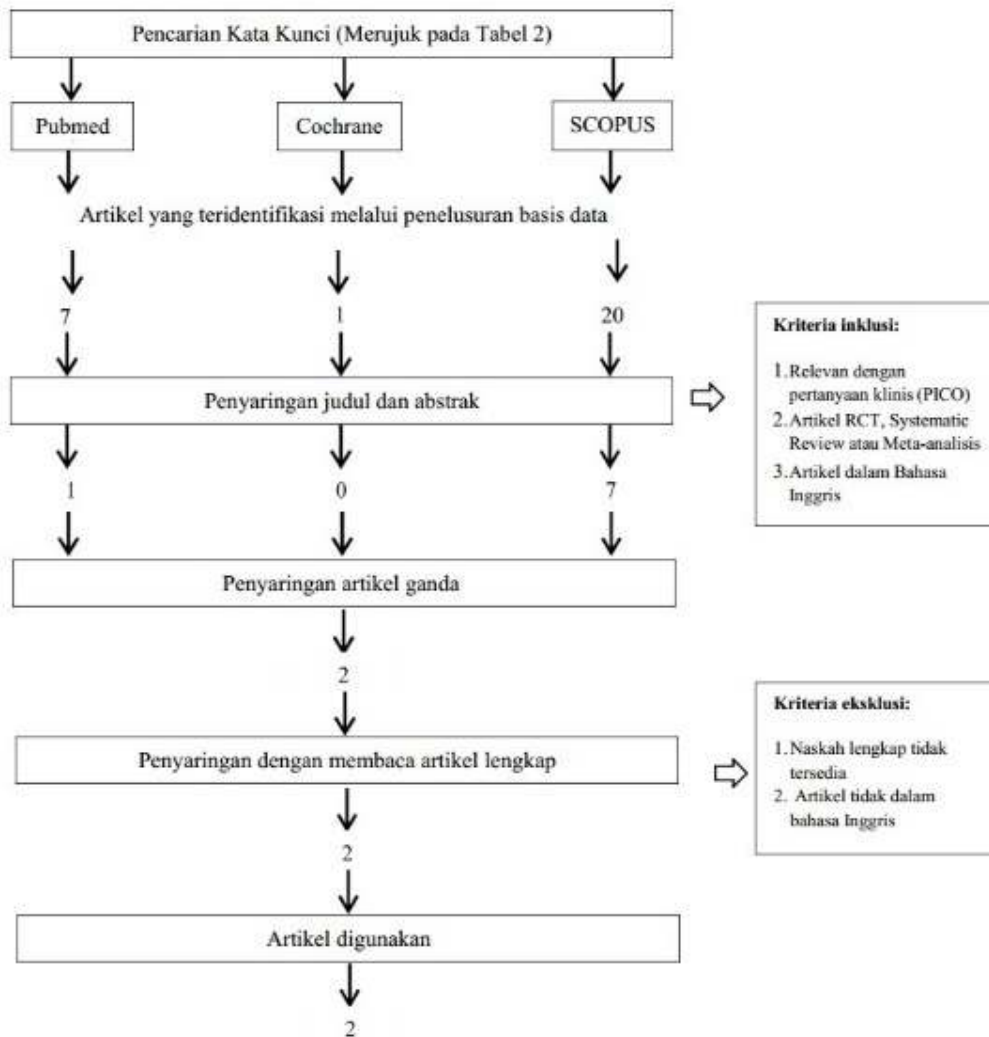 Pencarian Kata Kunci (Merujuk pada Tabel 2)
Pubmed
Cochrane
SCOPUS
Artikel yang teridentifikasi melalui penelusuran basis data
7
1
20
Penyaringan judul dan abstrak
Kriteria inklusi:
1. Relevan dengan
pertanyaan klinis (PICO)
2. Artikel RCT, Systematic
Review atau Meta-analisis
3. Artikel dalam Bahasa
Inggris
1
0
7
Penyaringan artikel ganda
2
Penyaringan dengan membaca artikel lengkap
Kriteria eksklusi:
1. Naskah lengkap tidak
tersedia
2. Artikel tidak dalam
bahasa Inggris
2
Artikel digunakan
2